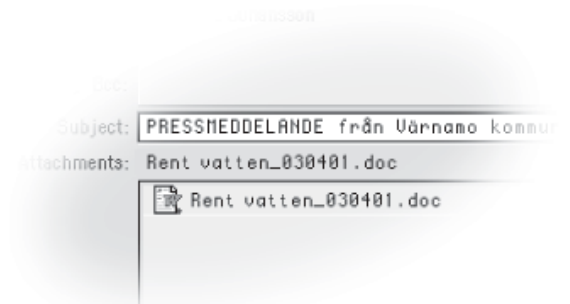 Subject: PRESSMEDDELANDE från Värnamo kommun
Attachments: Rent vatten_030401.doc
Rent vatten_030401.doc